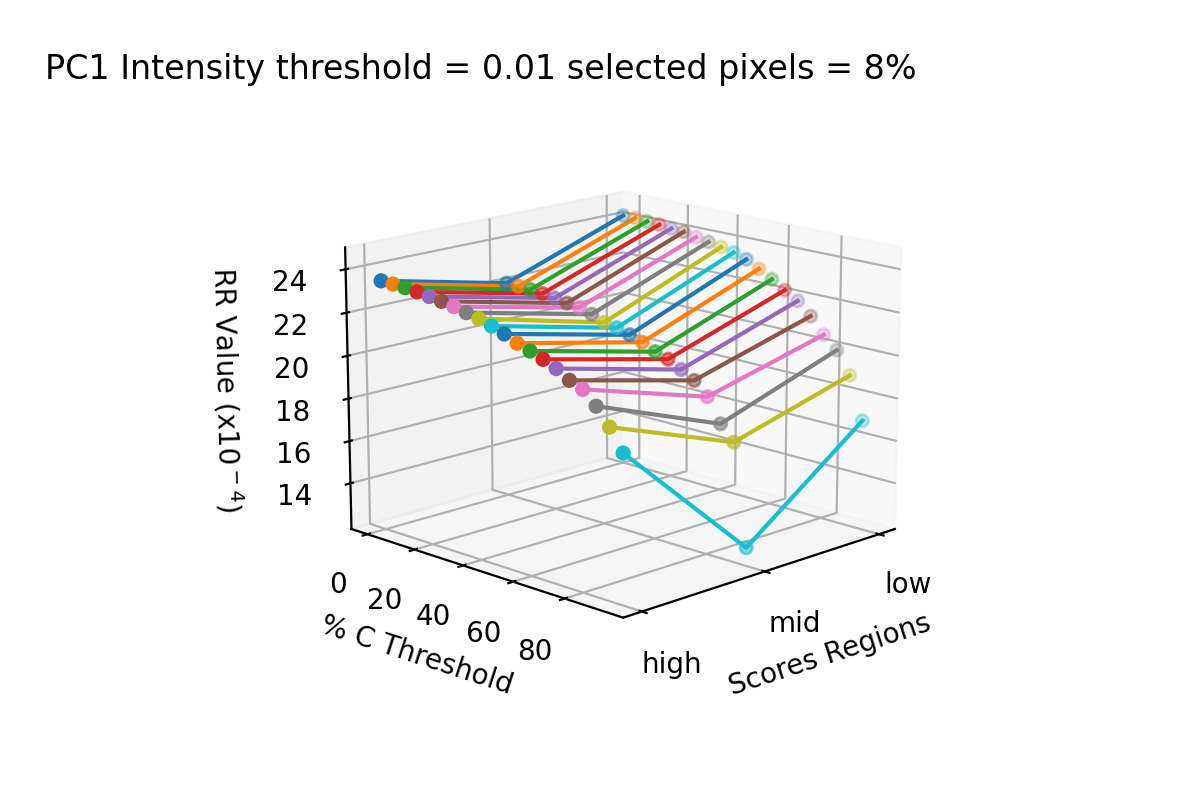 PC1 Intensity threshold = 0.01 selected pixels = 8%
RR Value (x10⁻⁴)
24
22
20
18
16
14
0
20
40
60
80
% C Threshold
high
mid
low
Scores Regions